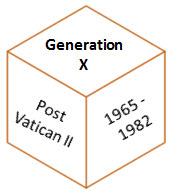 Generation
X
Post
Vatican II
1965 -
1982